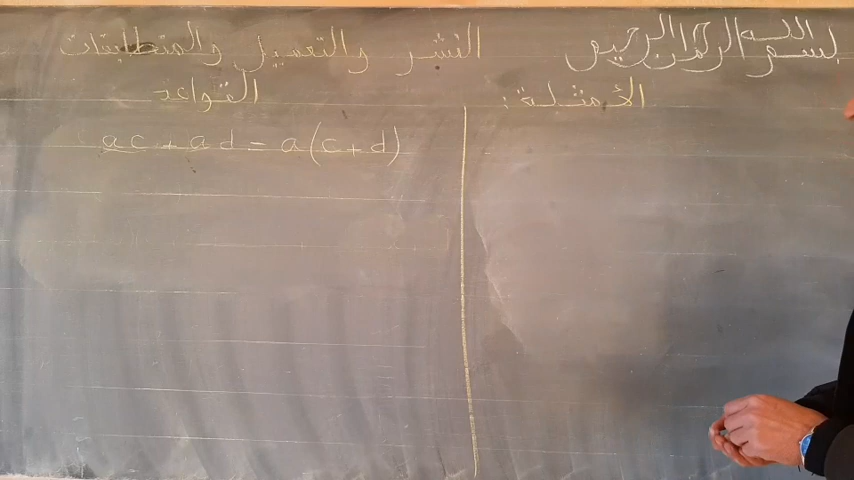 بسم الله الرحمن الرحيم
النشر والتعميل والمتطابقات
الأمثلة :
القواعد
ac + ad = a(c + d)